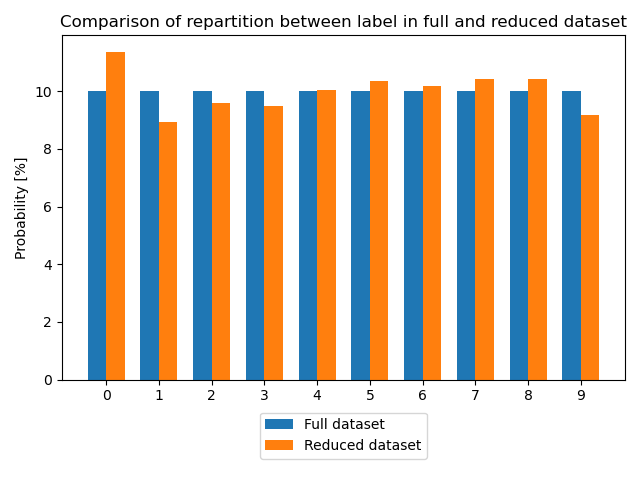 Comparison of repartition between label in full and reduced dataset
Probability [%]
10
8
6
4
2
0
0 1 2 3 4 5 6 7 8 9
Full dataset
Reduced dataset